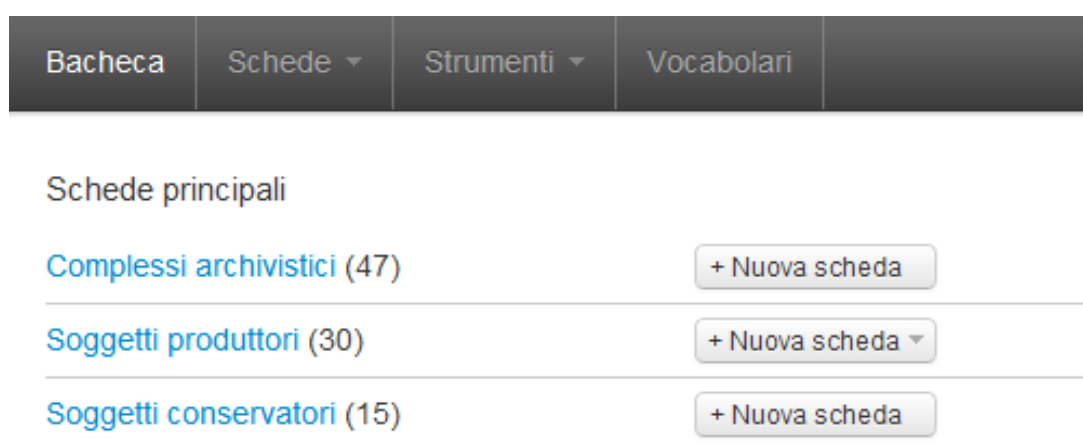 Bacheca Schede Strumenti Vocabolari
Schede principali
Complessi archivistici (47) + Nuova scheda
Soggetti produttori (30) + Nuova scheda
Soggetti conservatori (15) + Nuova scheda